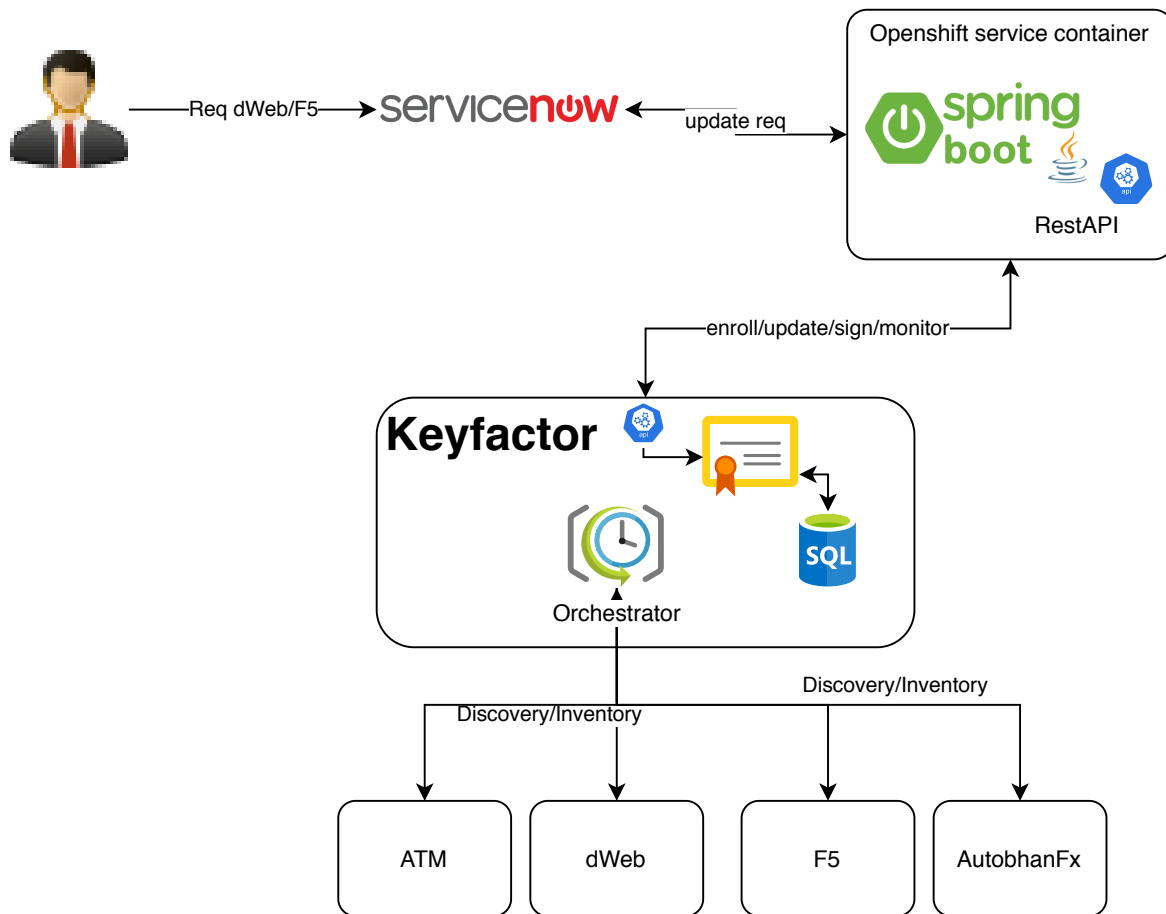 Openshift service container
Req dWeb/F5
servicenow
update req
spring
boot
api
RestAPI
enroll/update/sign/monitor
Keyfactor
api
SQL
Orchestrator
Discovery/Inventory
Discovery/Inventory
ATM
dWeb
F5
AutobhanFx